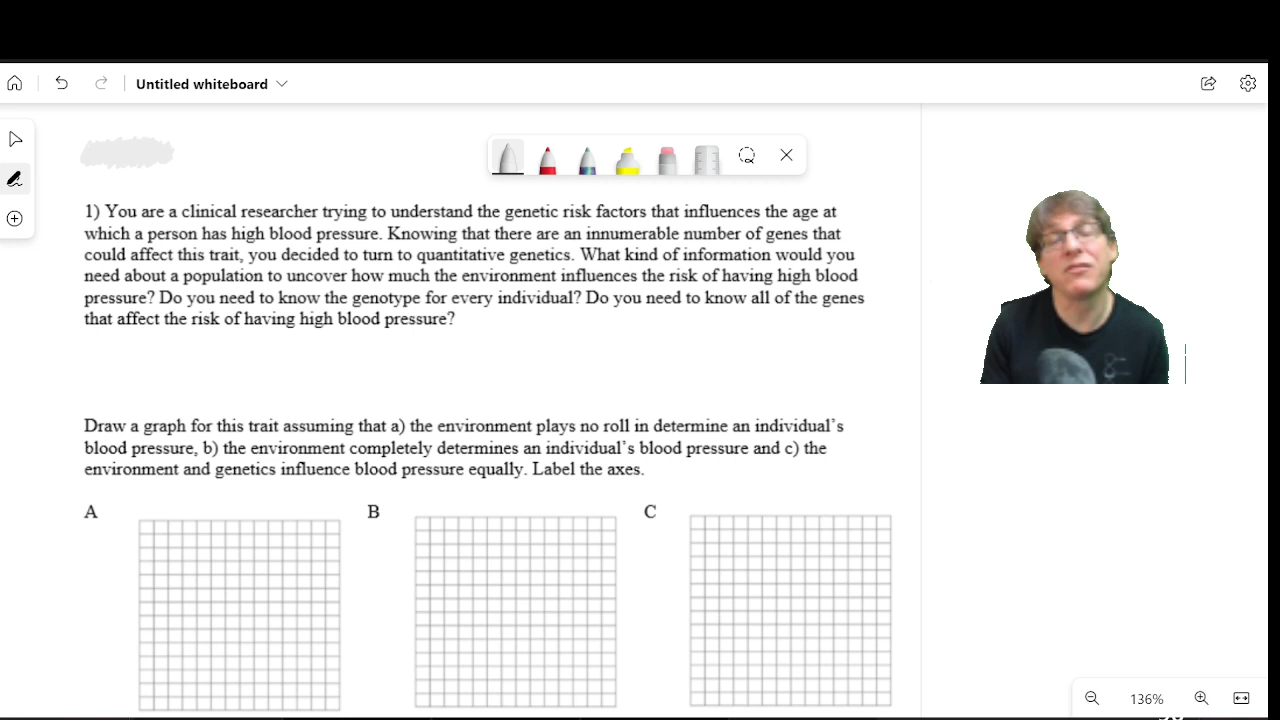 Untitled whiteboard
1) You are a clinical researcher trying to understand the genetic risk factors that influences the age at
which a person has high blood pressure. Knowing that there are an innumerable number of genes that
could affect this trait, you decided to turn to quantitative genetics. What kind of information would you
need about a population to uncover how much the environment influences the risk of having high blood
pressure? Do you need to know the genotype for every individual? Do you need to know all of the genes
that affect the risk of having high blood pressure?
Draw a graph for this trait assuming that a) the environment plays no roll in determine an individual’s
blood pressure, b) the environment completely determines an individual’s blood pressure and c) the
environment and genetics influence blood pressure equally. Label the axes.
A B C
136%